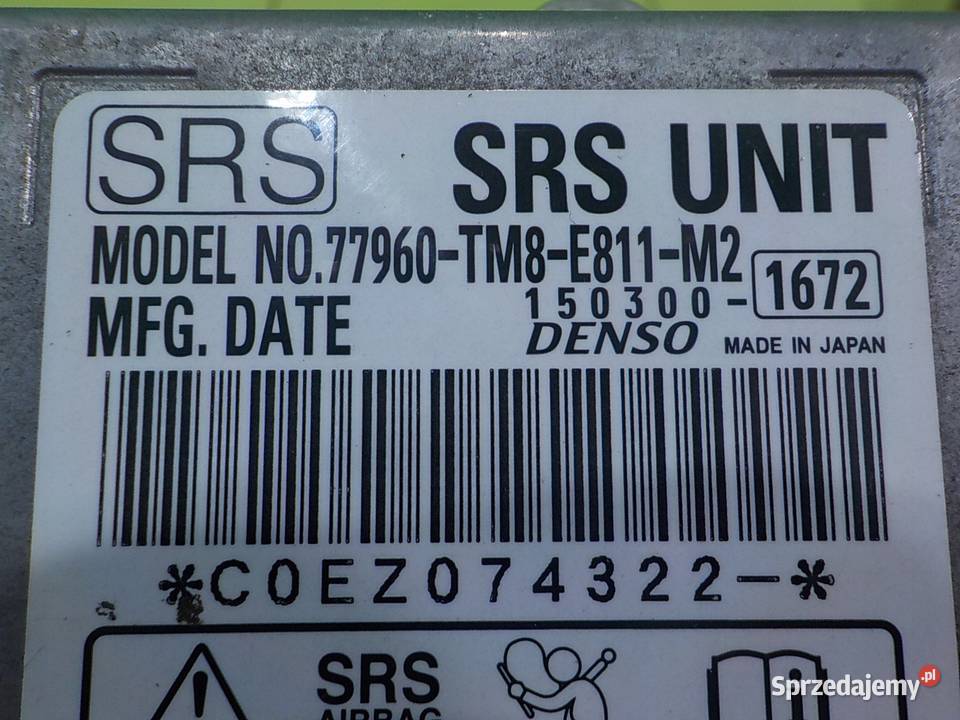 SRS SRS UNIT
MODEL NO.77960-TM8-E811-M2
150300- 1672
MFG. DATE DENSO MADE IN JAPAN
*C0EZ074322-*
SRS
AIRBAG
Sprzedajemy.pl